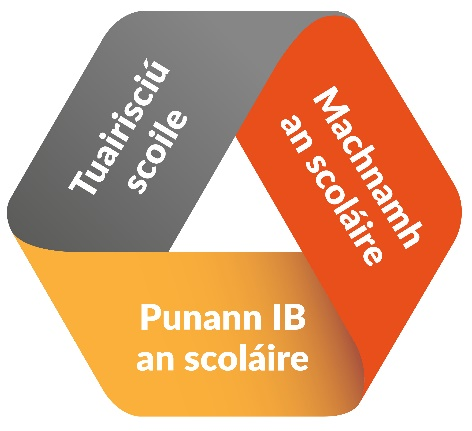 Tuairisciú
scoile
Machnamh
an scoláire
Punann IB
an scoláire